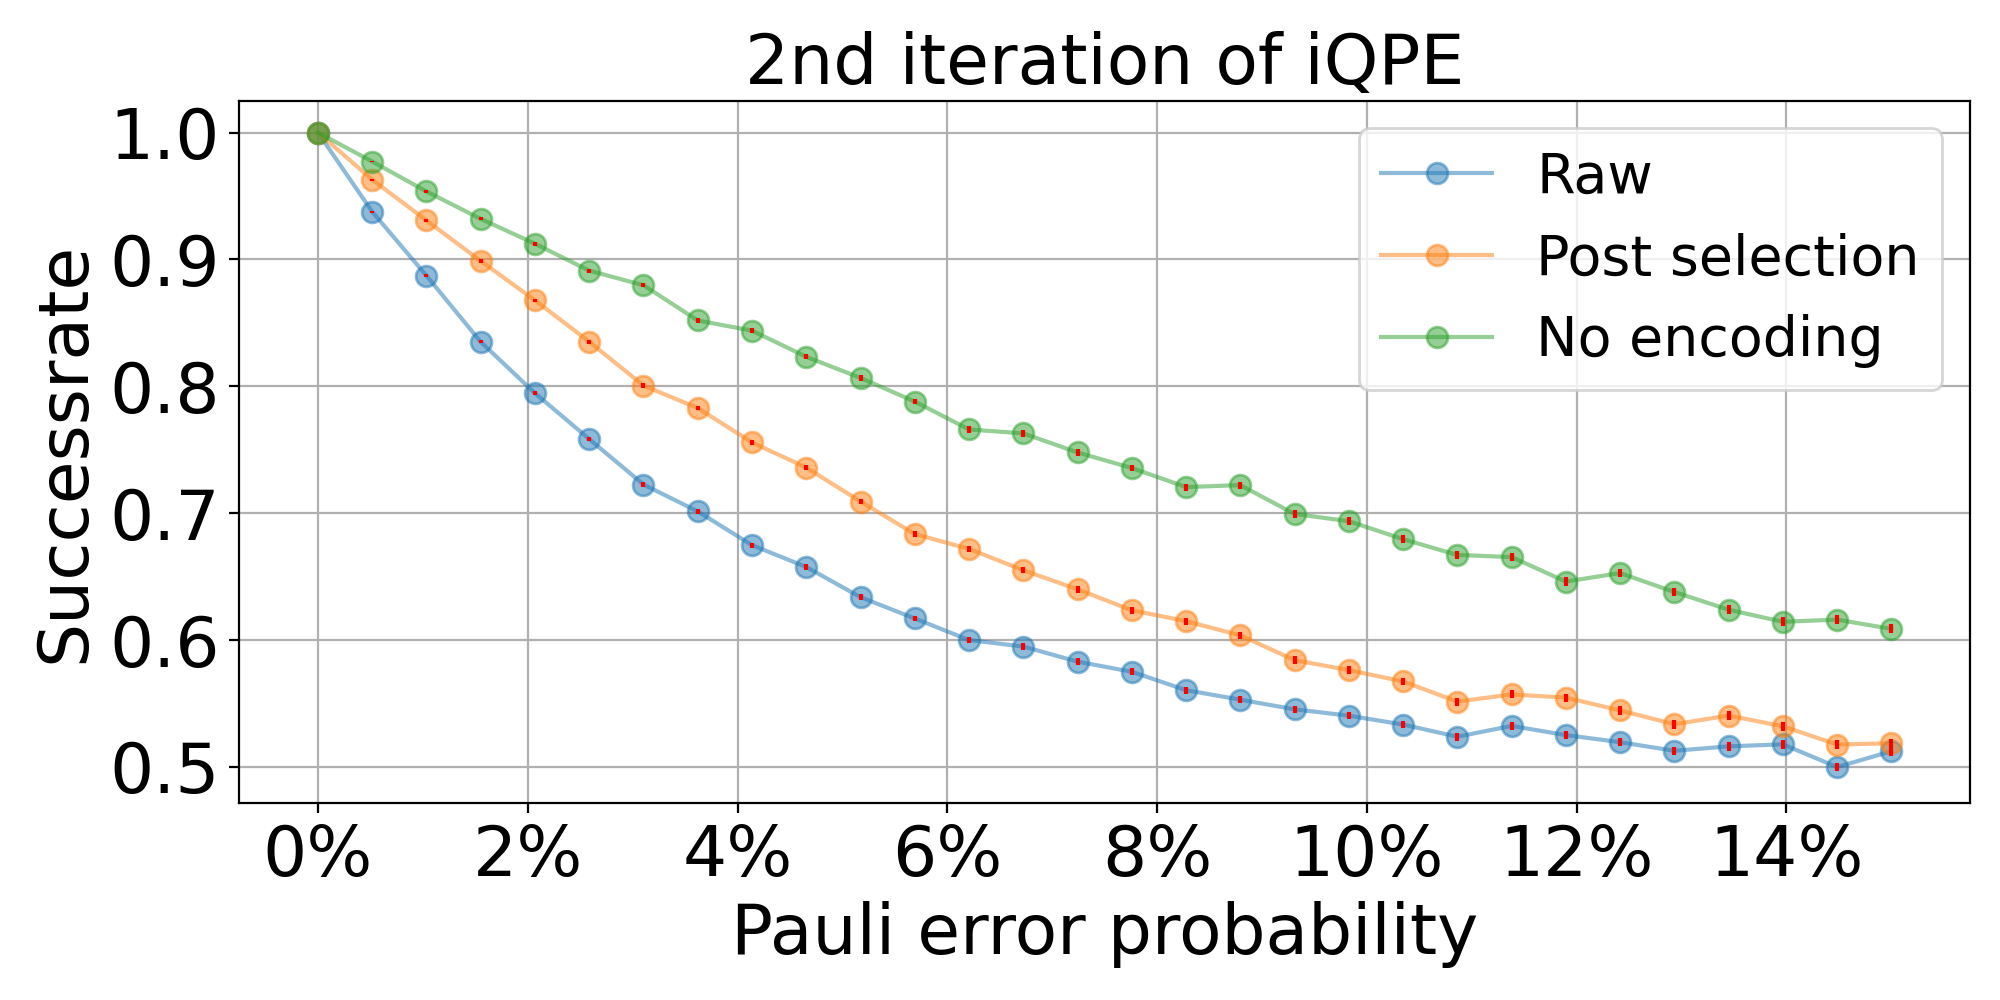 2nd iteration of iQPE
1.0
0.9
0.8
0.7
0.6
0.5
Successrate
Raw
Post selection
No encoding
0% 2% 4% 6% 8% 10% 12% 14%
Pauli error probability